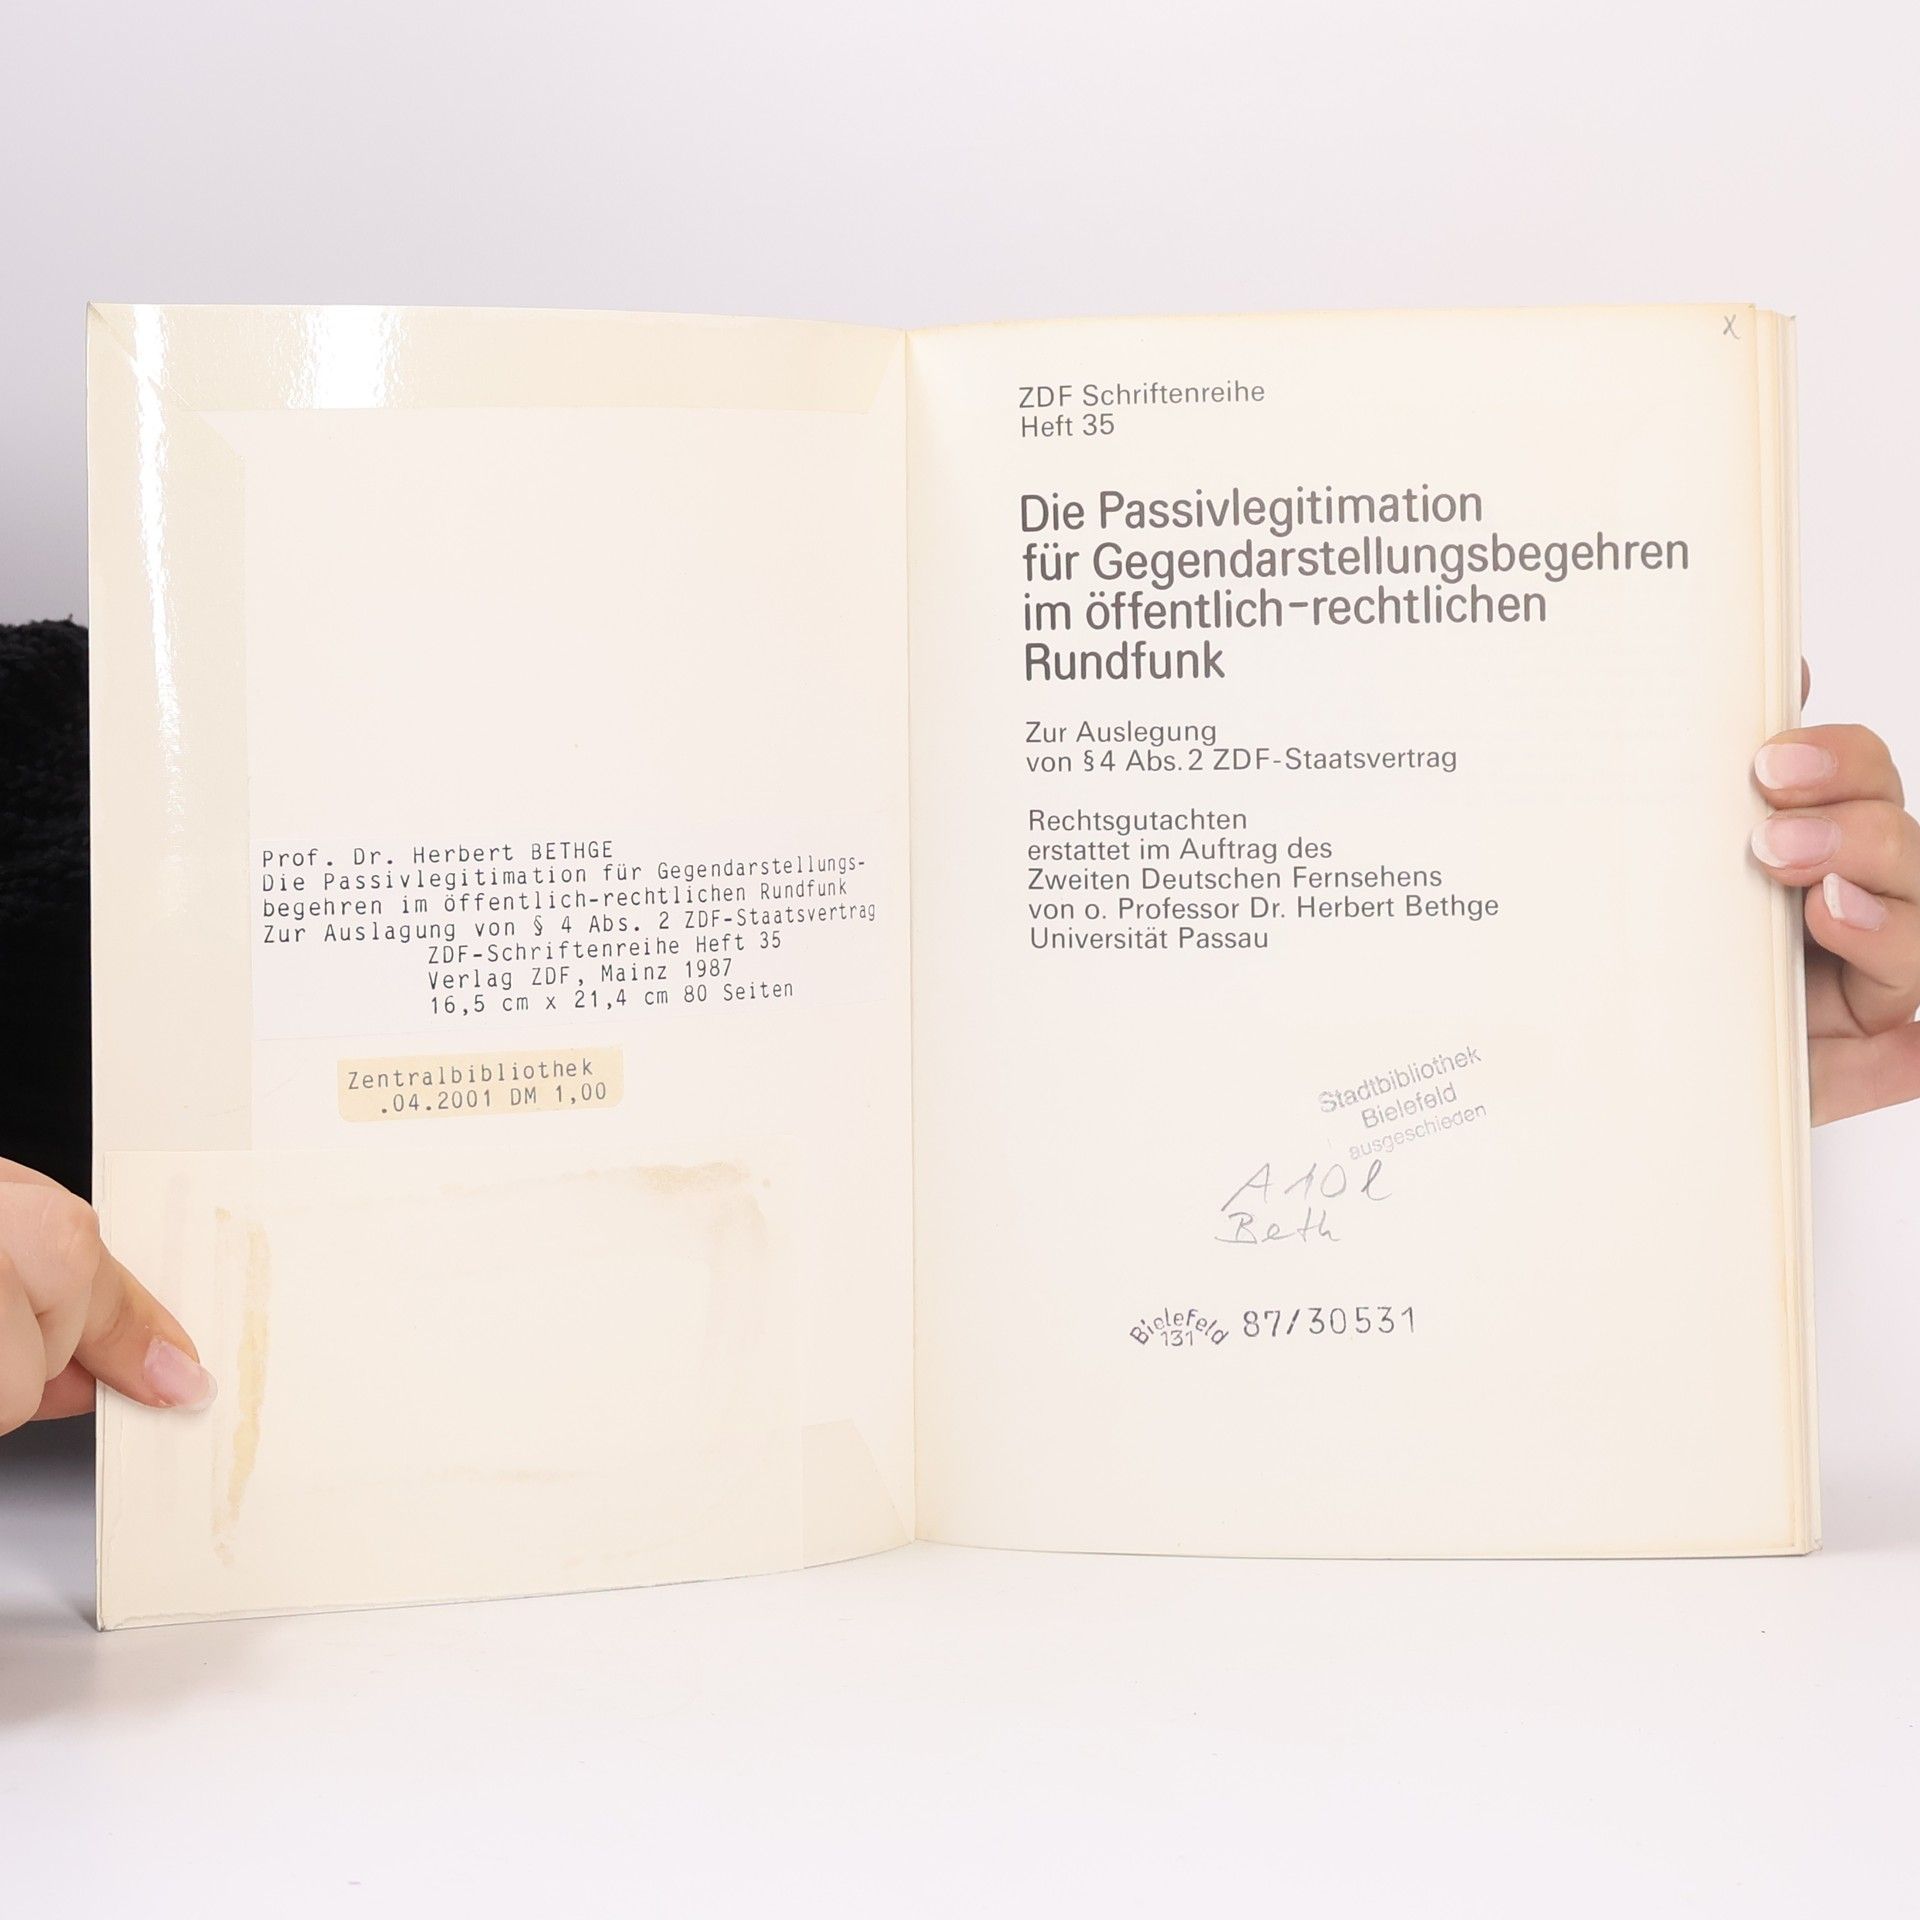 Prof. Dr. Herbert BETHGE
Die Passivlegitimation für Gegendarstellungs-
begehren im öffentlich-rechtlichen Rundfunk
Zur Auslagung von § 4 Abs. 2 ZDF-Staatsvertrag
ZDF-Schriftenreihe Heft 35
Verlag ZDF, Mainz 1987
16,5 cm x 21,4 cm 80 Seiten
Zentralbibliothek
.04.2001 DM 1,00
x
ZDF Schriftenreihe
Heft 35
Die Passivlegitimation
für Gegendarstellungsbegehren
im öffentlich-rechtlichen
Rundfunk
Zur Auslegung
von § 4 Abs. 2 ZDF-Staatsvertrag
Rechtsgutachten
erstattet im Auftrag des
Zweiten Deutschen Fernsehens
von o. Professor Dr. Herbert Bethge
Universität Passau
Stadtbibliothek
Bielefeld
ausgeschieden
A 10 l
Beth
Bielefeld 87/30531
131